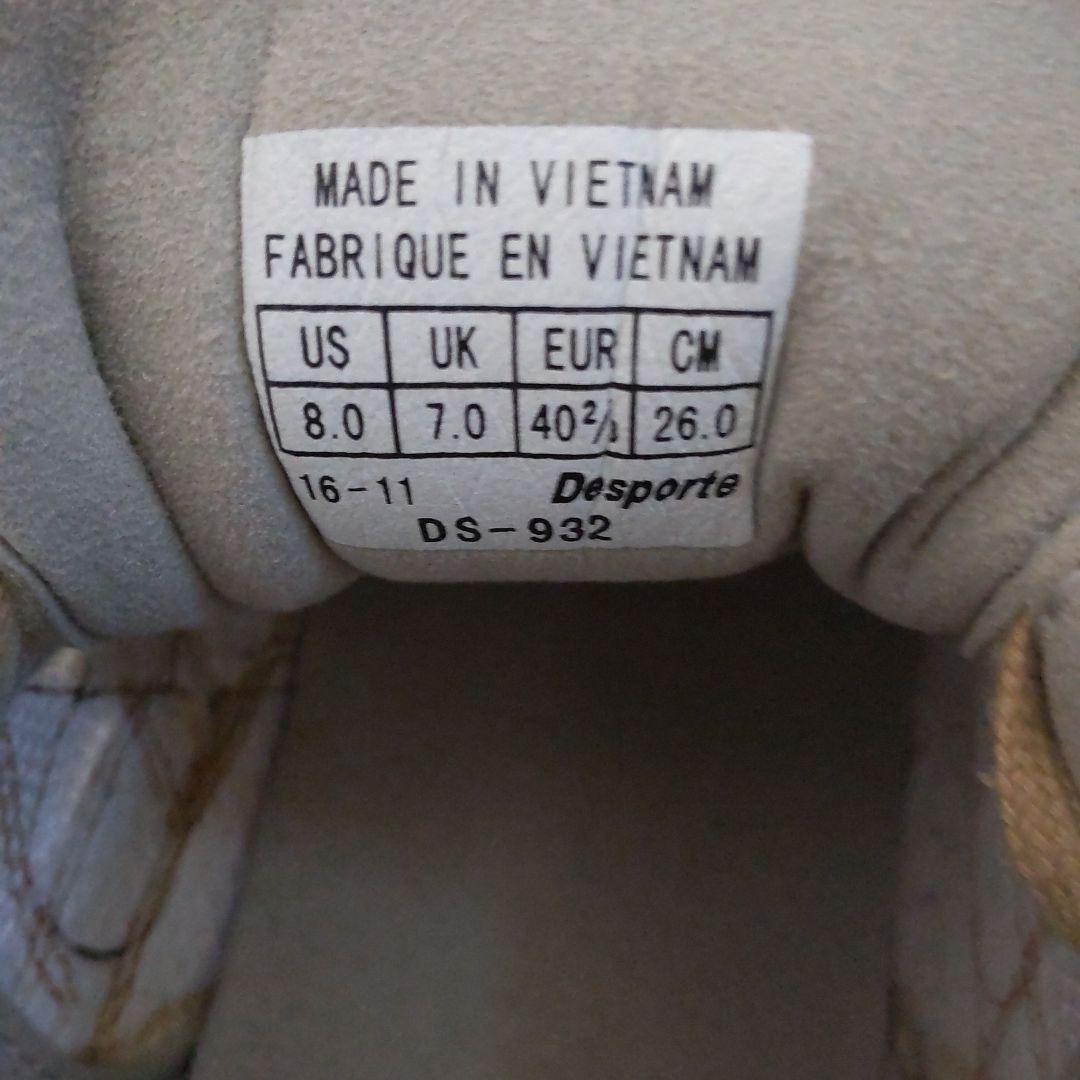 MADE IN VIETNAM
FABRIQUE EN VIETNAM
US UK EUR CM
8.0 7.0 40⅔ 26.0
16-11 Desporte
DS-932